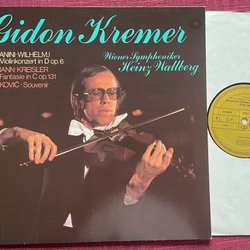 Gidon Kremer
ANINI·WILHELMJ
Violinkonzert in D op.6
Wiener Symphoniker
Heinz Wallberg
ANN·KREISLER
Fantasie in C op.131
KOVIĆ · Souvenir